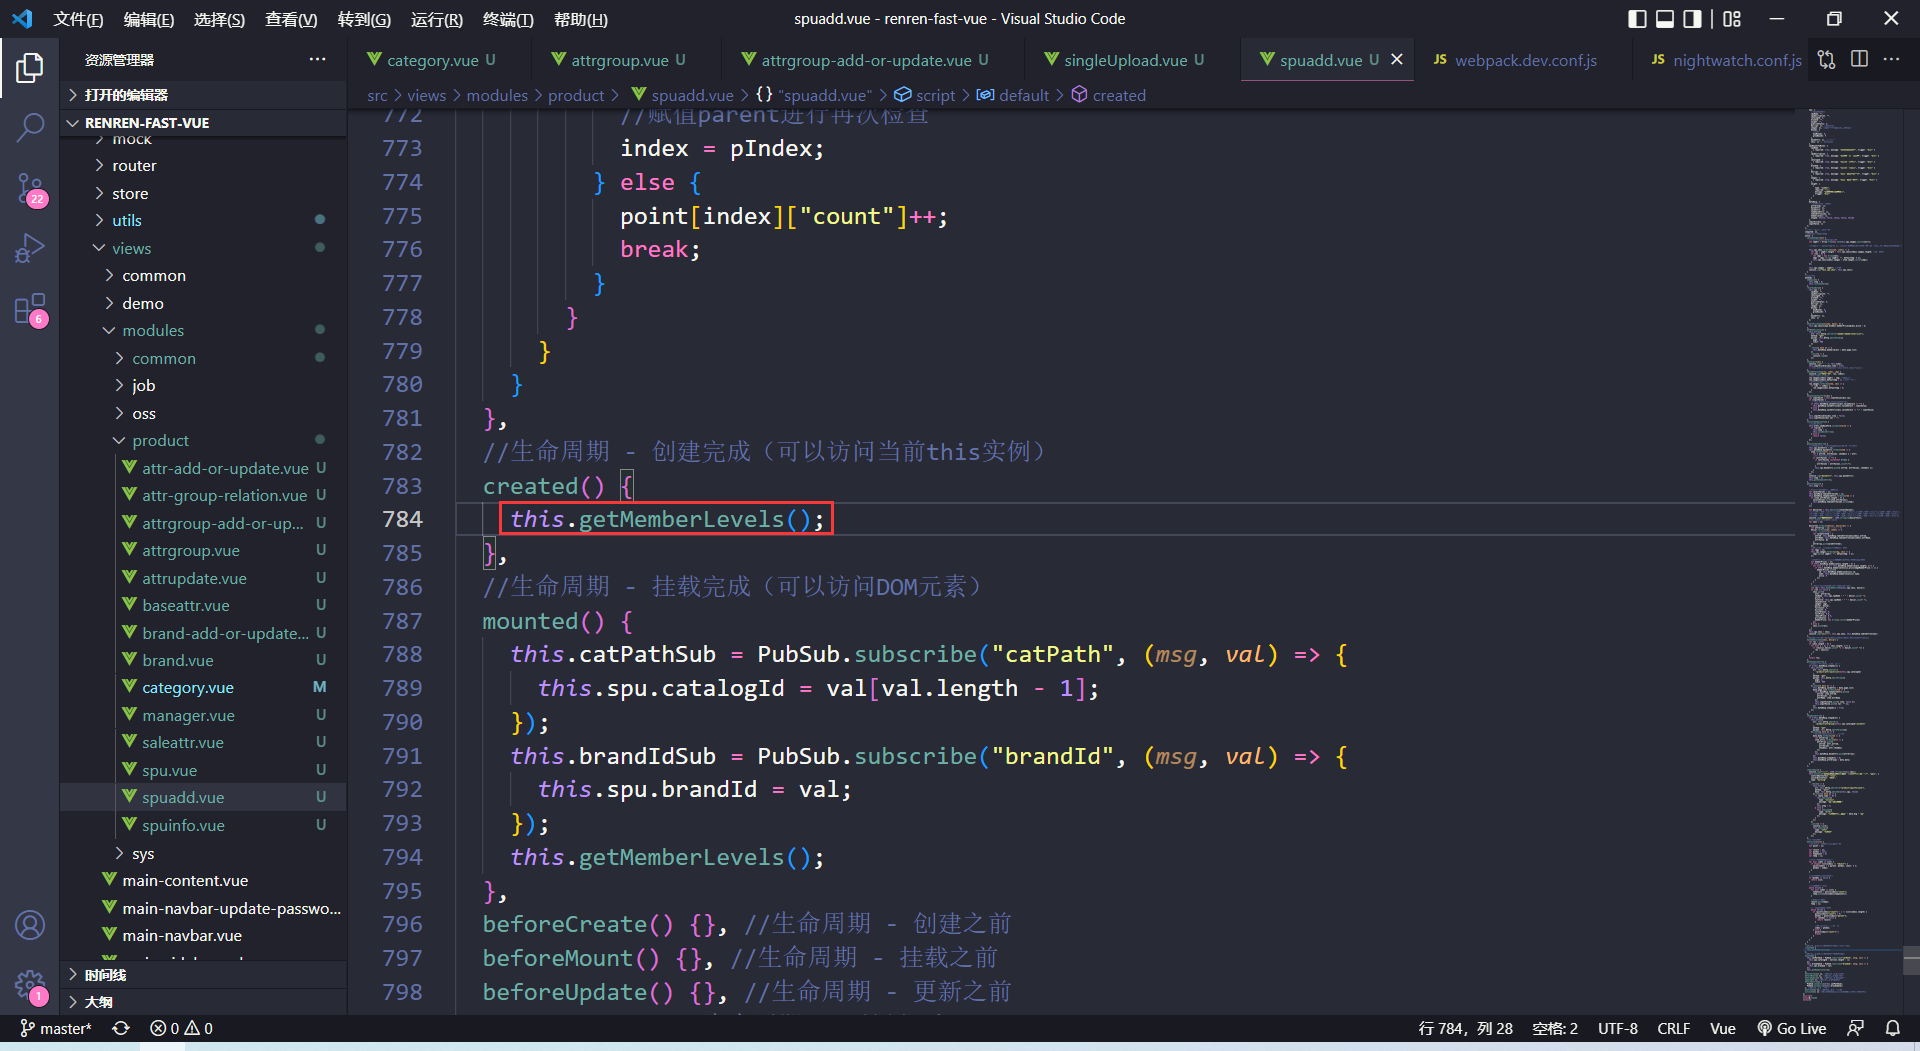 文件(F) 编辑(E) 选择(S) 查看(V) 转到(G) 运行(R) 终端(T) 帮助(H)
spuadd.vue - renren-fast-vue - Visual Studio Code
资源管理器
打开的编辑器
RENREN-FAST-VUE
mock
router
store
utils
views
common
demo
modules
common
job
oss
product
attr-add-or-update.vue U
attr-group-relation.vue U
attrgroup-add-or-up... U
attrgroup.vue U
attrupdate.vue U
baseattr.vue U
brand-add-or-update... U
brand.vue U
category.vue M
manager.vue U
saleattr.vue U
spu.vue U
spuadd.vue U
spuinfo.vue U
sys
main-content.vue
main-navbar-update-passwo...
main-navbar.vue
时间线
大纲
22
6
1
category.vue U
attrgroup.vue U
attrgroup-add-or-update.vue U
singleUpload.vue U
spuadd.vue U
JS webpack.dev.conf.js
JS nightwatch.conf.js
src > views > modules > product > spuadd.vue > {} "spuadd.vue" > script > default > created
772 //赋值parent进行再次检查
773 index = pIndex;
774 } else {
775 point[index]["count"]++;
776 break;
777 }
778 }
779 }
780 }
781 },
782 //生命周期 - 创建完成（可以访问当前this实例）
783 created() {
784 this.getMemberLevels();
785 },
786 //生命周期 - 挂载完成（可以访问DOM元素）
787 mounted() {
788 this.catPathSub = PubSub.subscribe("catPath", (msg, val) => {
789 this.spu.catalogId = val[val.length - 1];
790 });
791 this.brandIdSub = PubSub.subscribe("brandId", (msg, val) => {
792 this.spu.brandId = val;
793 });
794 this.getMemberLevels();
795 },
796 beforeCreate() {}, //生命周期 - 创建之前
797 beforeMount() {}, //生命周期 - 挂载之前
798 beforeUpdate() {}, //生命周期 - 更新之前
master* 0 0
行 784，列 28 空格: 2 UTF-8 CRLF Vue Go Live